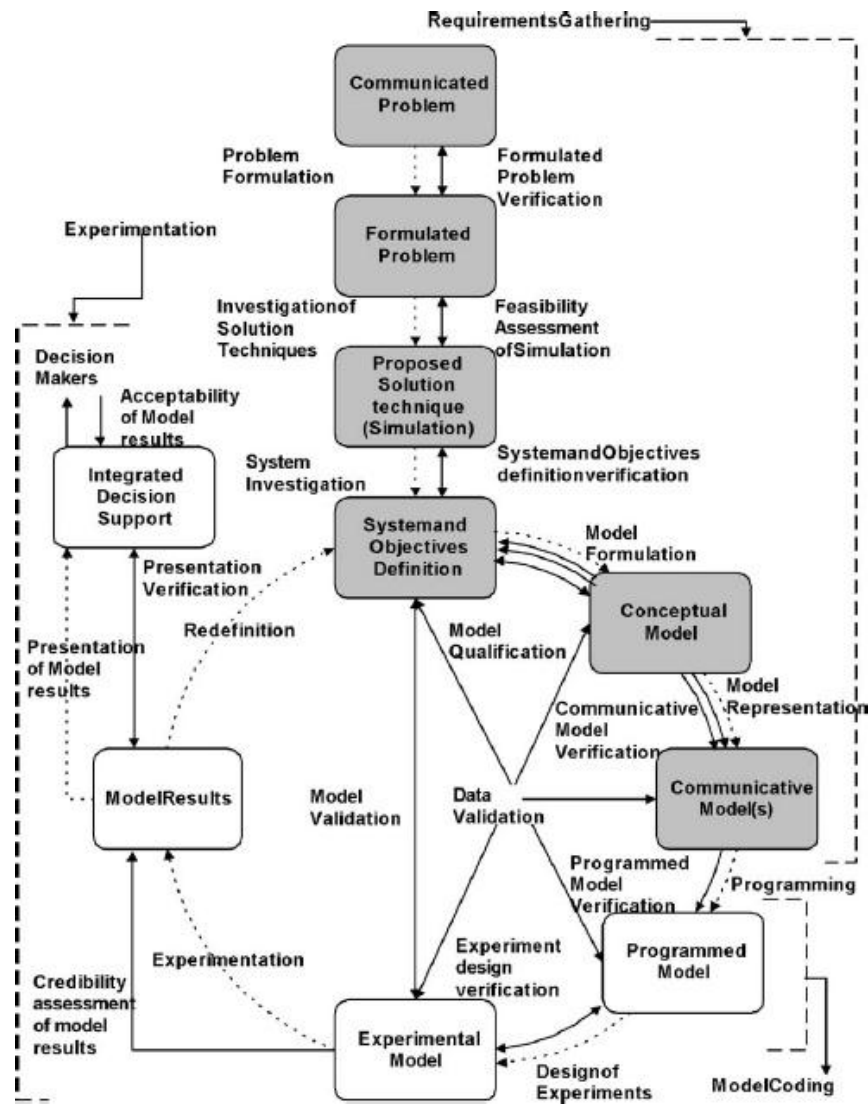 RequirementsGathering
Communicated
Problem
Problem
Formulation
Formulated
Problem
Verification
Experimentation
Formulated
Problem
Investigationof
Solution
Techniques
Feasibility
Assessment
ofSimulation
Decision
Makers
Acceptability
of Model
results
Proposed
Solution
technique
(Simulation)
System
Investigation
SystemandObjectives
definitionverification
Integrated
Decision
Support
Systemand
Objectives
Definition
Model
Formulation
Presentation
Verification
Conceptual
Model
Redefinition
Model
Qualification
Presentation
of Model
results
Model
Representation
Communicative
Model
Verification
ModelResults
Model
Validation
Data
Validation
Communicative
Model(s)
Programmed
Model
Verification
Programming
Experimentation
Experiment
design
verification
Programmed
Model
Credibility
assessment
of model
results
Experimental
Model
Designof
Experiments
ModelCoding